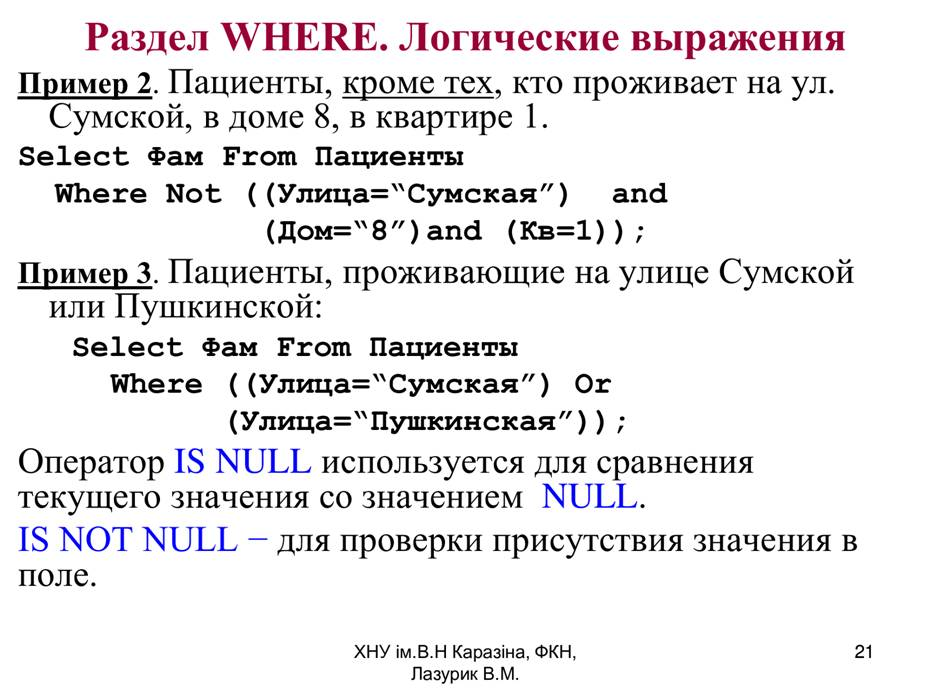 Раздел WHERE. Логические выражения
Пример 2. Пациенты, кроме тех, кто проживает на ул.
Сумской, в доме 8, в квартире 1.
Select Фам From Пациенты
Where Not ((Улица=“Сумская”) and
(Дом=“8”)and (Кв=1));
Пример 3. Пациенты, проживающие на улице Сумской
или Пушкинской:
Select Фам From Пациенты
Where ((Улица=“Сумская”) Or
(Улица=“Пушкинская”));
Оператор IS NULL используется для сравнения
текущего значения со значением NULL.
IS NOT NULL − для проверки присутствия значения в
поле.
ХНУ ім.В.Н Каразіна, ФКН,
Лазурик В.М.
21